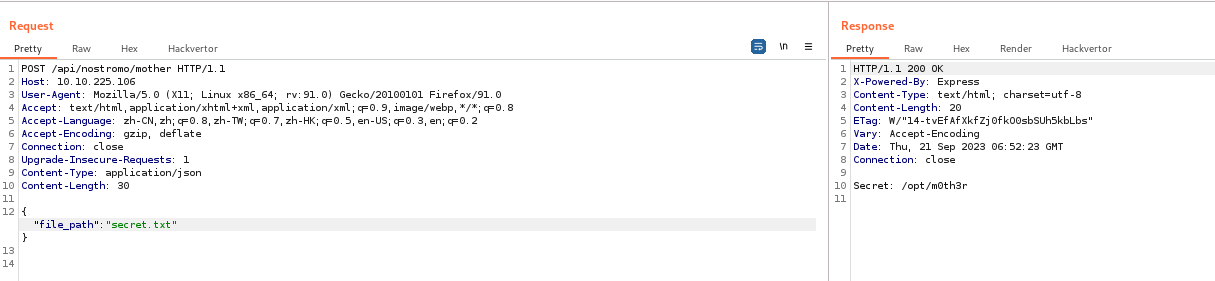 Request
Pretty Raw Hex Hackvertor
\n
1 POST /api/nostromo/mother HTTP/1.1
2 Host: 10.10.225.106
3 User-Agent: Mozilla/5.0 (X11; Linux x86_64; rv:91.0) Gecko/20100101 Firefox/91.0
4 Accept: text/html,application/xhtml+xml,application/xml;q=0.9,image/webp,*/*;q=0.8
5 Accept-Language: zh-CN,zh;q=0.8,zh-TW;q=0.7,zh-HK;q=0.5,en-US;q=0.3,en;q=0.2
6 Accept-Encoding: gzip, deflate
7 Connection: close
8 Upgrade-Insecure-Requests: 1
9 Content-Type: application/json
10 Content-Length: 30
11
12 {
"file_path":"secret.txt"
}
13
14
Response
Pretty Raw Hex Render Hackvertor
1 HTTP/1.1 200 OK
2 X-Powered-By: Express
3 Content-Type: text/html; charset=utf-8
4 Content-Length: 20
5 ETag: W/"14-tvEfAfXkfZj0fkO0sbSUh5kbLbs"
6 Vary: Accept-Encoding
7 Date: Thu, 21 Sep 2023 06:52:23 GMT
8 Connection: close
9
10 Secret: /opt/m0th3r
11